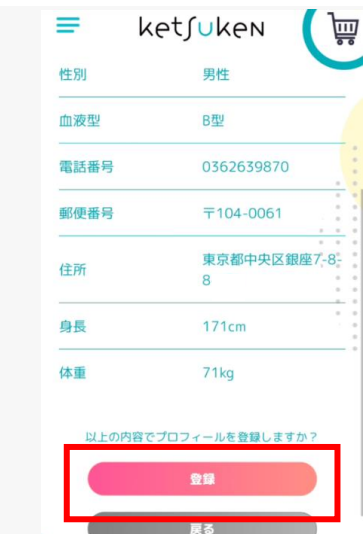 ketsuken
性別 男性
血液型 B型
電話番号 0362639870
郵便番号 〒104-0061
住所 東京都中央区銀座7-8-
8
身長 171cm
体重 71kg
以上の内容でプロフィールを登録しますか？
登録
戻る